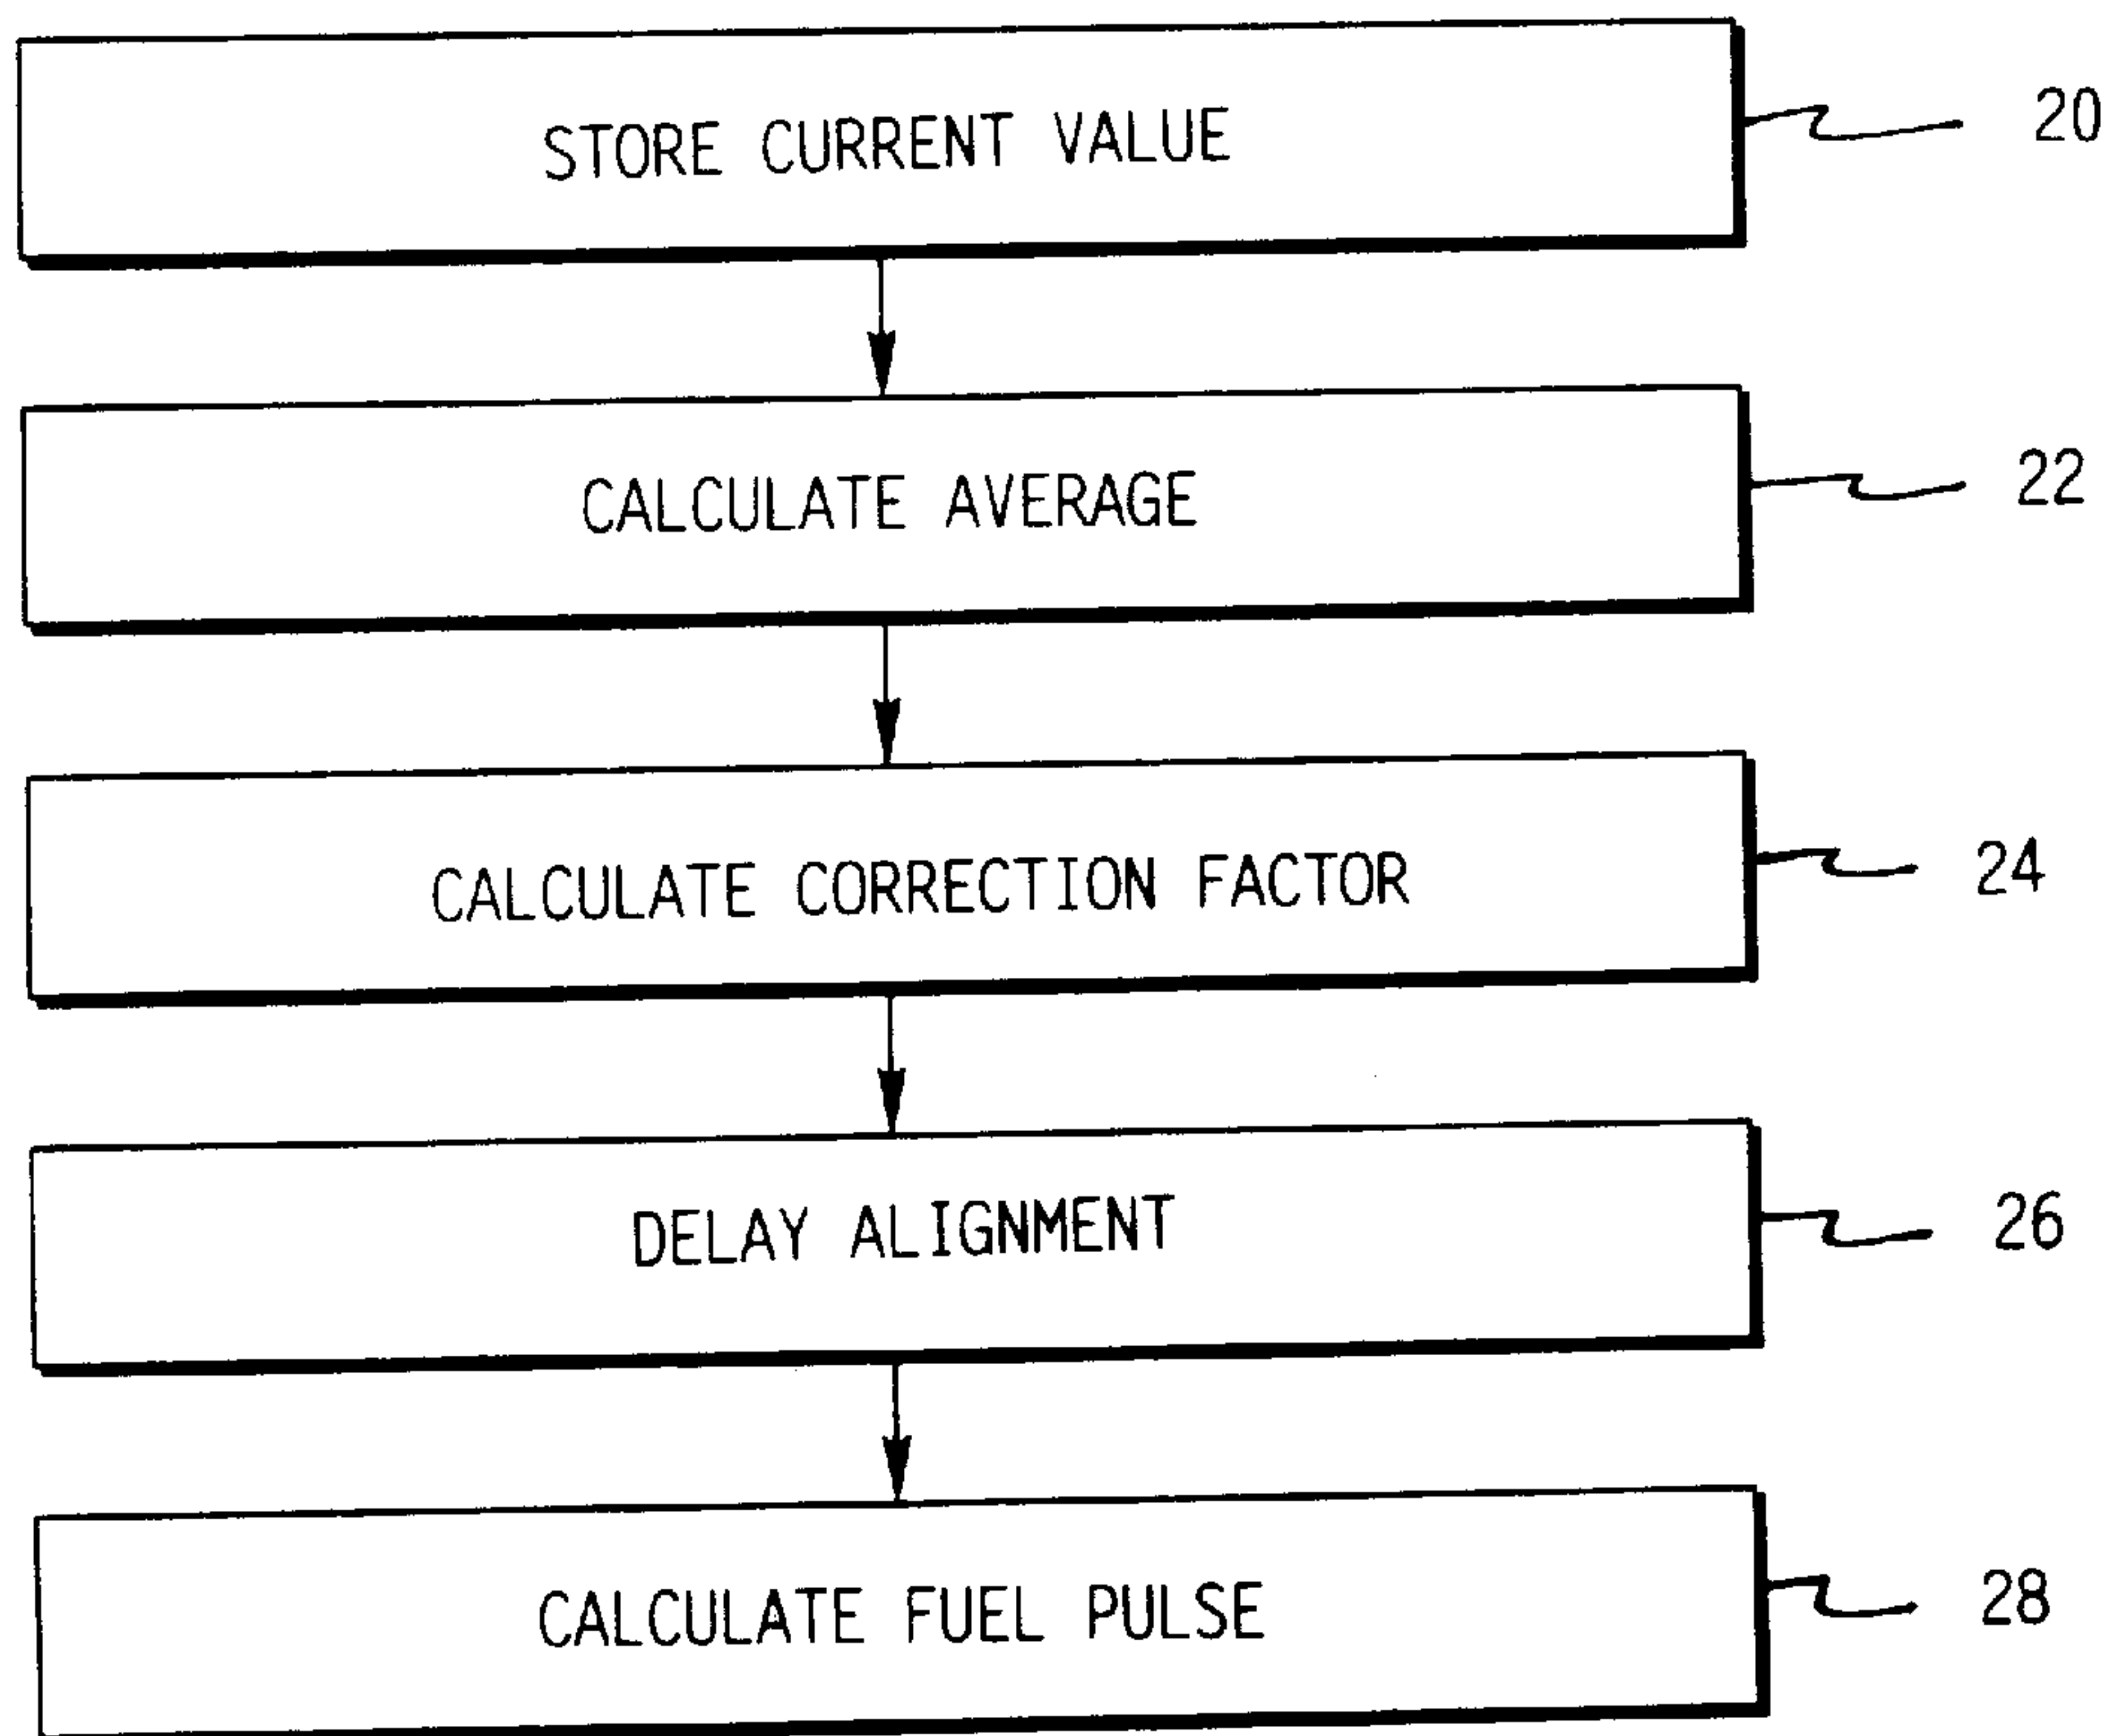 STORE CURRENT VALUE
20
CALCULATE AVERAGE
22
CALCULATE CORRECTION FACTOR
24
DELAY ALIGNMENT
26
CALCULATE FUEL PULSE
28